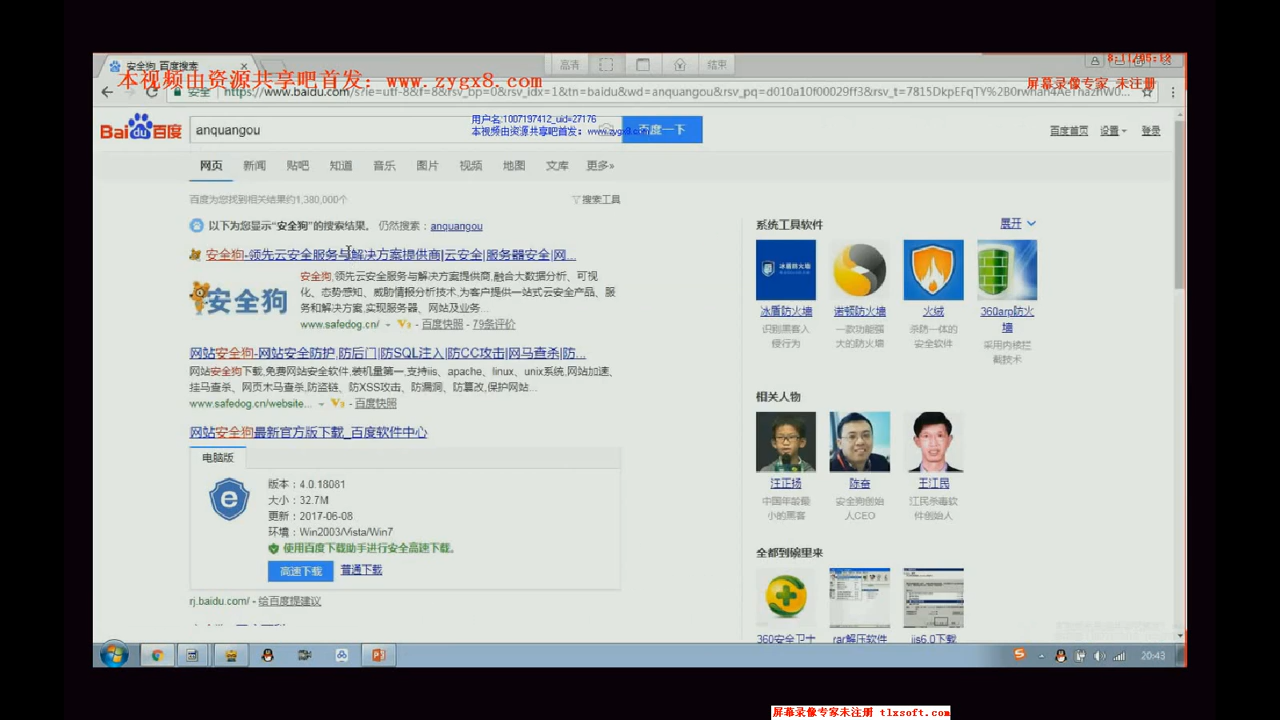 安全狗_百度搜索
高清
结束
本视频由资源共享吧首发：www.zygx8.com
屏幕录像专家 未注册
安全 https://www.baidu.com/s?ie=utf-8&f=8&rsv_bp=0&rsv_idx=1&tn=baidu&wd=anquangou&rsv_pq=d010a10f00029ff3&rsv_t=7815DkpEFqTY%2B0
Bai百度
anquangou
用户名:1007197412_uid=27176
本视频由资源共享吧首发：www.zygx8.com
百度一下
百度首页 设置 登录
网页 新闻 贴吧 知道 音乐 图片 视频 地图 文库 更多»
百度为您找到相关结果约1,380,000个
搜索工具
以下为您显示"安全狗"的搜索结果。 仍然搜索：anquangou
安全狗-领先云安全服务与解决方案提供商|云安全|服务器安全|网...
安全狗
安全狗,领先云安全服务与解决方案提供商,融合大数据分析、可视
化、态势感知、威胁情报分析技术,为客户提供一站式云安全产品、服
务和解决方案,实现服务器、网站及业务...
www.safedog.cn/ - V3 - 百度快照 - 79条评价
网站安全狗-网站安全防护,防后门|防SQL注入|防CC攻击|网马查杀|防...
网站安全狗下载,免费网站安全软件,装机量第一,支持iis、apache、linux、unix系统,网站加速、
挂马查杀、网页木马查杀,防盗链、防XSS攻击、防漏洞、防篡改,保护网站...
www.safedog.cn/website... - V3 - 百度快照
网站安全狗最新官方版下载_百度软件中心
电脑版
版本：4.0.18081
大小：32.7M
更新：2017-06-08
环境：Win2003/Vista/Win7
使用百度下载助手进行安全高速下载。
高速下载 普通下载
rj.baidu.com/ - 给百度提建议
系统工具软件
展开
冰盾防火墙
冰盾防火墙 诺顿防火墙 火绒 360arp防火
墙
识别黑客入 一款功能强 杀防一体的 采用内核拦
侵行为 大的防火墙 安全软件 截技术
相关人物
汪正扬 陈奋 王江民
中国年龄最 安全狗创始 江民杀毒软
小的黑客 人CEO 件创始人
全都到碗里来
360安全卫士 rar解压软件 iis6.0下载
20:43
屏幕录像专家未注册 tlxsoft.com